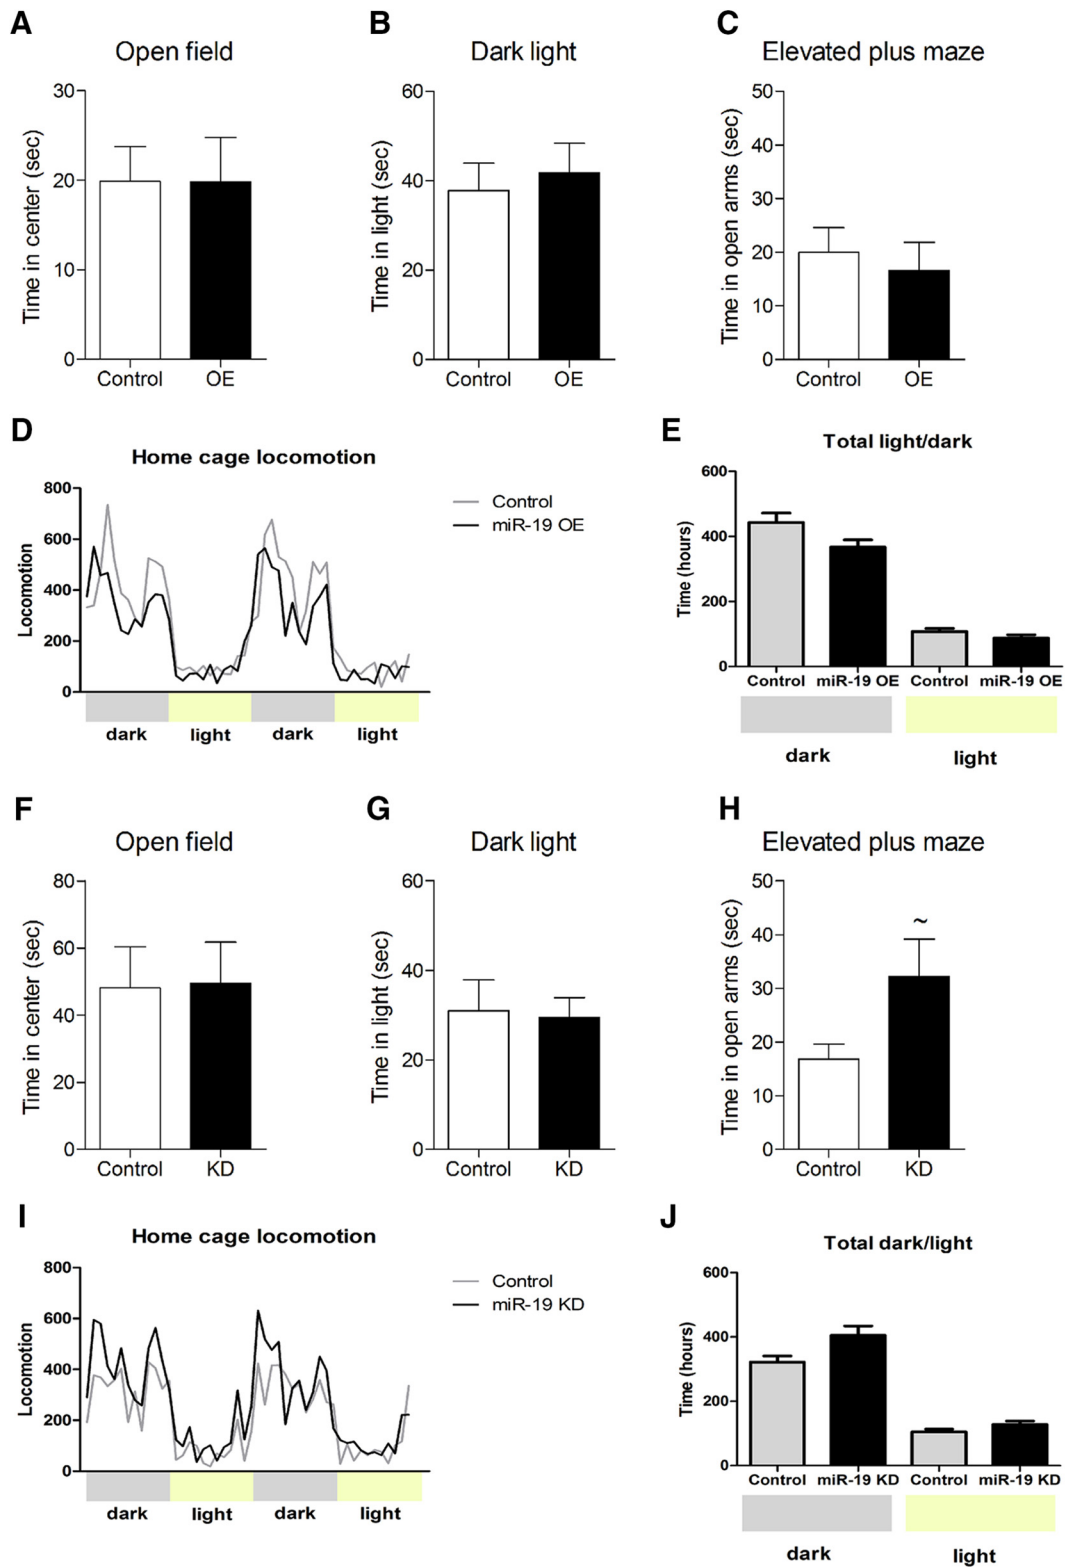 A
Open field
Time in center (sec)
30
20
10
0
Control OE
B
Dark light
Time in light (sec)
60
40
20
0
Control OE
C
Elevated plus maze
Time in open arms (sec)
50
40
30
20
10
0
Control OE
D
Home cage locomotion
Locomotion
800
600
400
200
0
Control
miR-19 OE
dark light dark light
E
Total light/dark
Time (hours)
600
400
200
0
Control miR-19 OE Control miR-19 OE
dark light
F
Open field
Time in center (sec)
80
60
40
20
0
Control KD
G
Dark light
Time in light (sec)
60
40
20
0
Control KD
H
Elevated plus maze
Time in open arms (sec)
50
40
30
20
10
0
~
Control KD
I
Home cage locomotion
Locomotion
800
600
400
200
0
Control
miR-19 KD
dark light dark light
J
Total dark/light
Time (hours)
600
400
200
0
Control miR-19 KD Control miR-19 KD
dark light